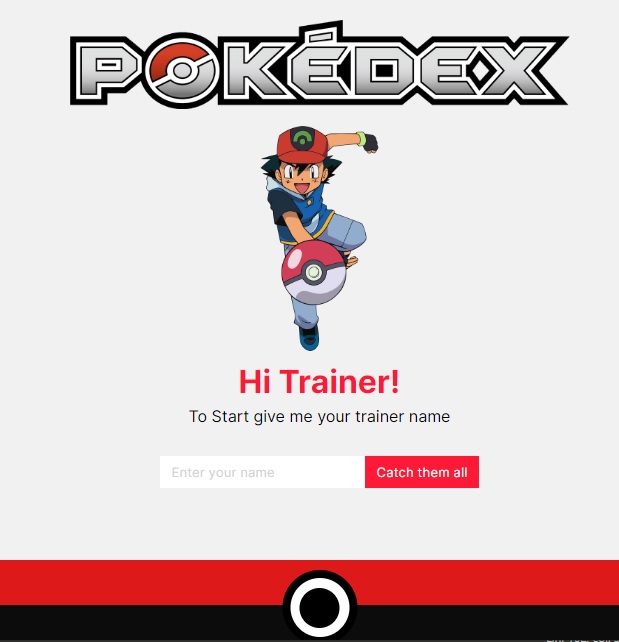 POKÉDEX
Hi Trainer!
To Start give me your trainer name
Enter your name
Catch them all